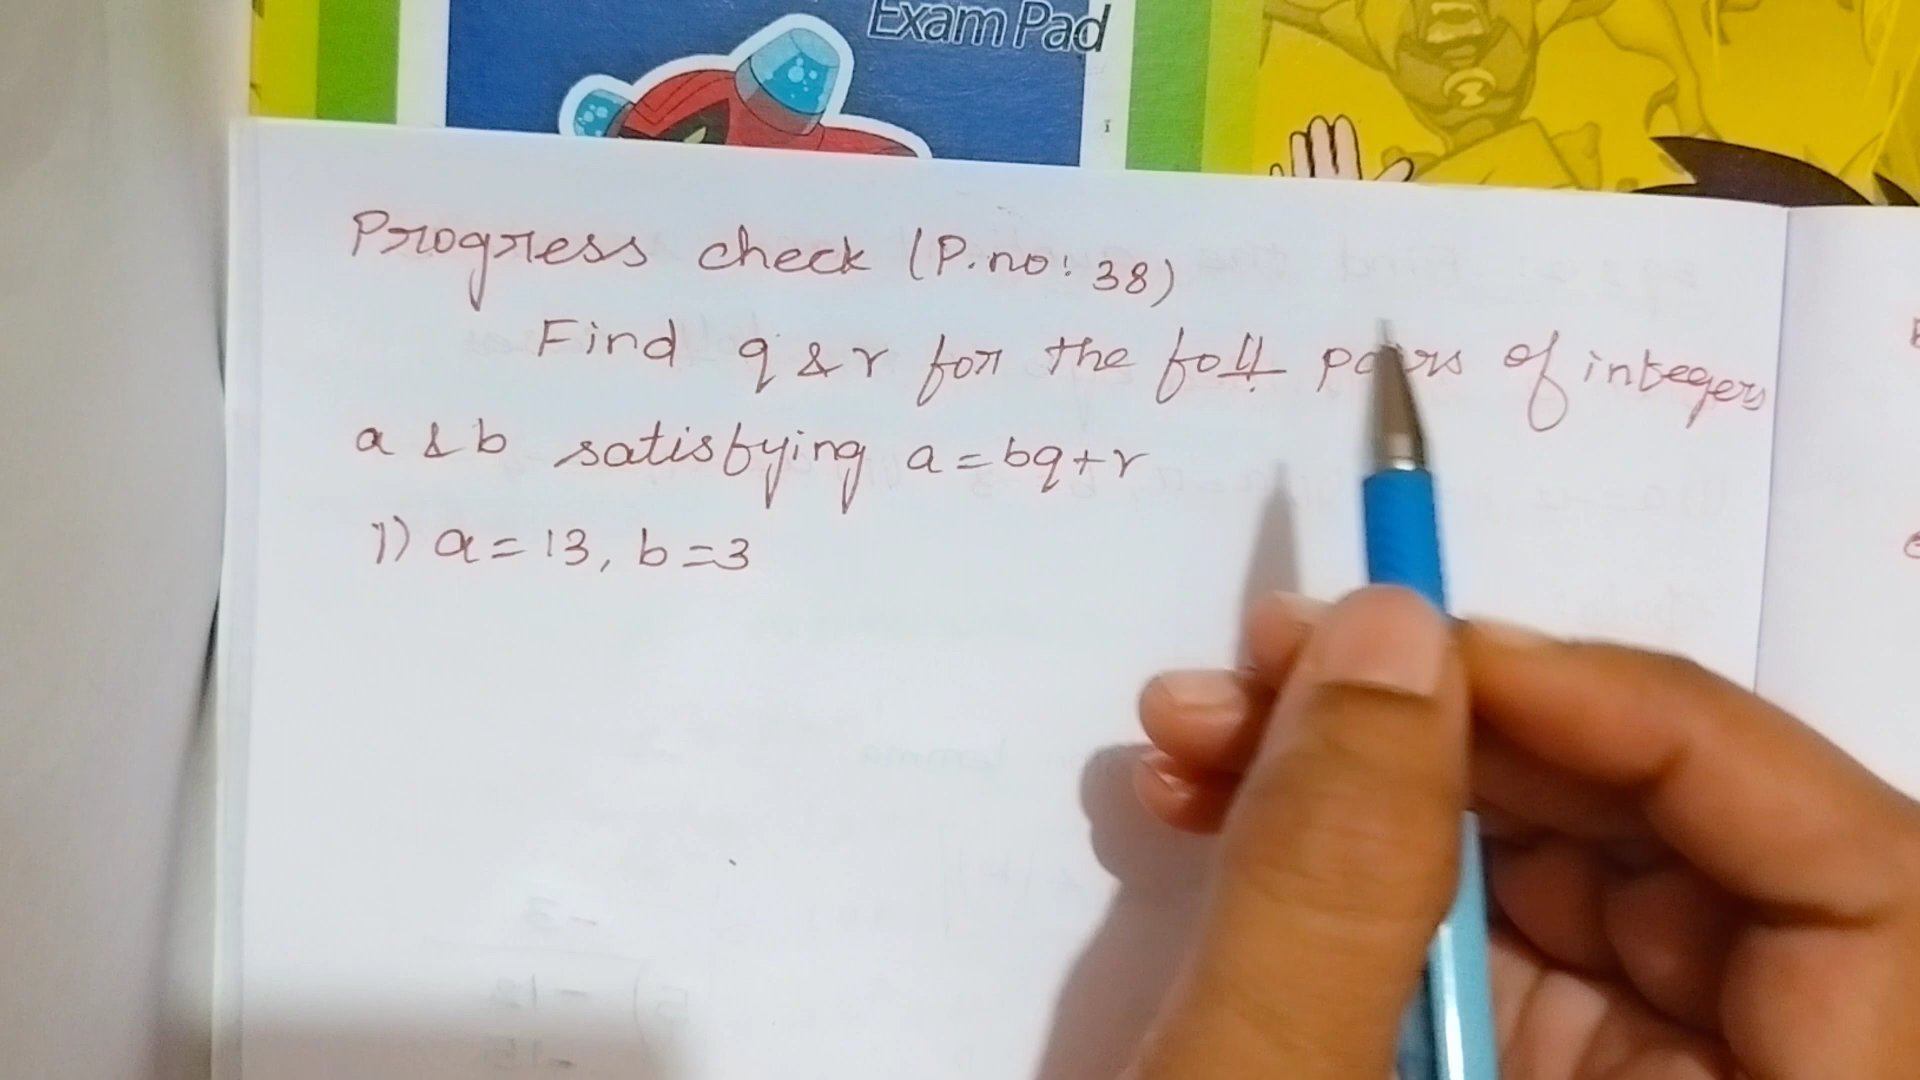 Exam Pad
Progress check (P.no: 38)
Find q & r for the foll pairs of integers
a & b satisfying a = bq + r
1) a = 13, b = 3